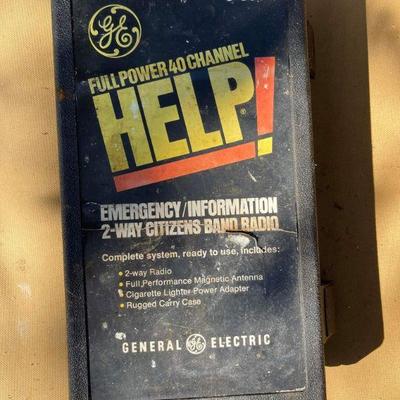 GE
FULL POWER 40 CHANNEL
HELP!®
EMERGENCY/INFORMATION
2-WAY CITIZENS BAND RADIO
Complete system, ready to use, includes:
• 2-way Radio
• Full Performance Magnetic Antenna
• Cigarette Lighter Power Adapter
• Rugged Carry Case
GENERAL GE ELECTRIC